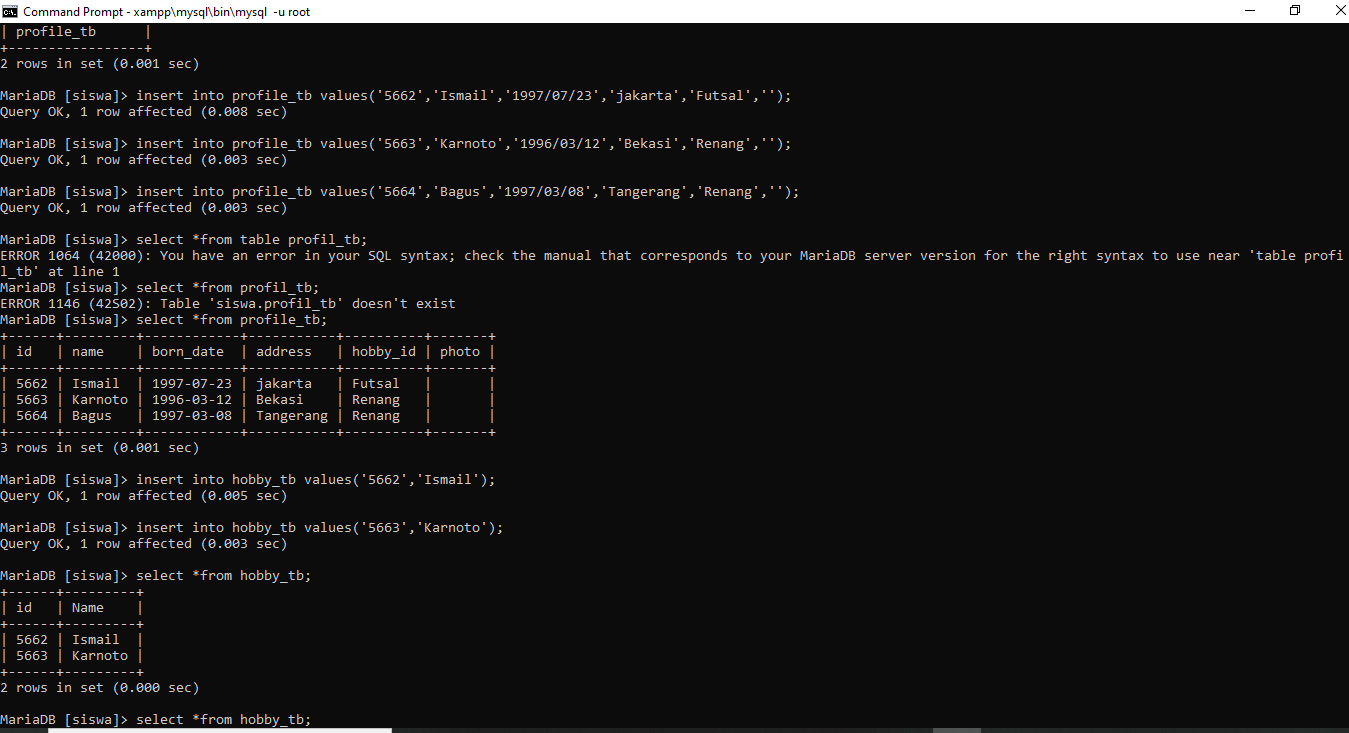 Command Prompt - xampp\mysql\bin\mysql  -u root
| profile_tb      |
+-----------------+
2 rows in set (0.001 sec)
MariaDB [siswa]> insert into profile_tb values('5662','Ismail','1997/07/23','jakarta','Futsal','');
Query OK, 1 row affected (0.008 sec)
MariaDB [siswa]> insert into profile_tb values('5663','Karnoto','1996/03/12','Bekasi','Renang','');
Query OK, 1 row affected (0.003 sec)
MariaDB [siswa]> insert into profile_tb values('5664','Bagus','1997/03/08','Tangerang','Renang','');
Query OK, 1 row affected (0.003 sec)
MariaDB [siswa]> select *from table profil_tb;
ERROR 1064 (42000): You have an error in your SQL syntax; check the manual that corresponds to your MariaDB server version for the right syntax to use near 'table profi
l_tb' at line 1
MariaDB [siswa]> select *from profil_tb;
ERROR 1146 (42S02): Table 'siswa.profil_tb' doesn't exist
MariaDB [siswa]> select *from profile_tb;
+------+---------+------------+-----------+----------+-------+
| id   | name    | born_date  | address   | hobby_id | photo |
+------+---------+------------+-----------+----------+-------+
| 5662 | Ismail  | 1997-07-23 | jakarta   | Futsal   |       |
| 5663 | Karnoto | 1996-03-12 | Bekasi    | Renang   |       |
| 5664 | Bagus   | 1997-03-08 | Tangerang | Renang   |       |
+------+---------+------------+-----------+----------+-------+
3 rows in set (0.001 sec)
MariaDB [siswa]> insert into hobby_tb values('5662','Ismail');
Query OK, 1 row affected (0.005 sec)
MariaDB [siswa]> insert into hobby_tb values('5663','Karnoto');
Query OK, 1 row affected (0.003 sec)
MariaDB [siswa]> select *from hobby_tb;
+------+---------+
| id   | Name    |
+------+---------+
| 5662 | Ismail  |
| 5663 | Karnoto |
+------+---------+
2 rows in set (0.000 sec)
MariaDB [siswa]> select *from hobby_tb;